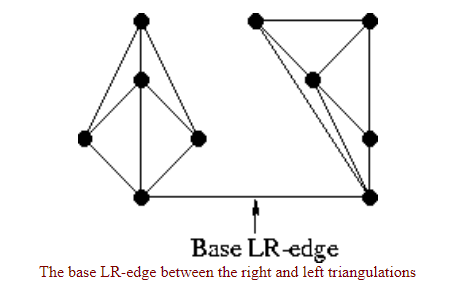 Base LR-edge
The base LR-edge between the right and left triangulations